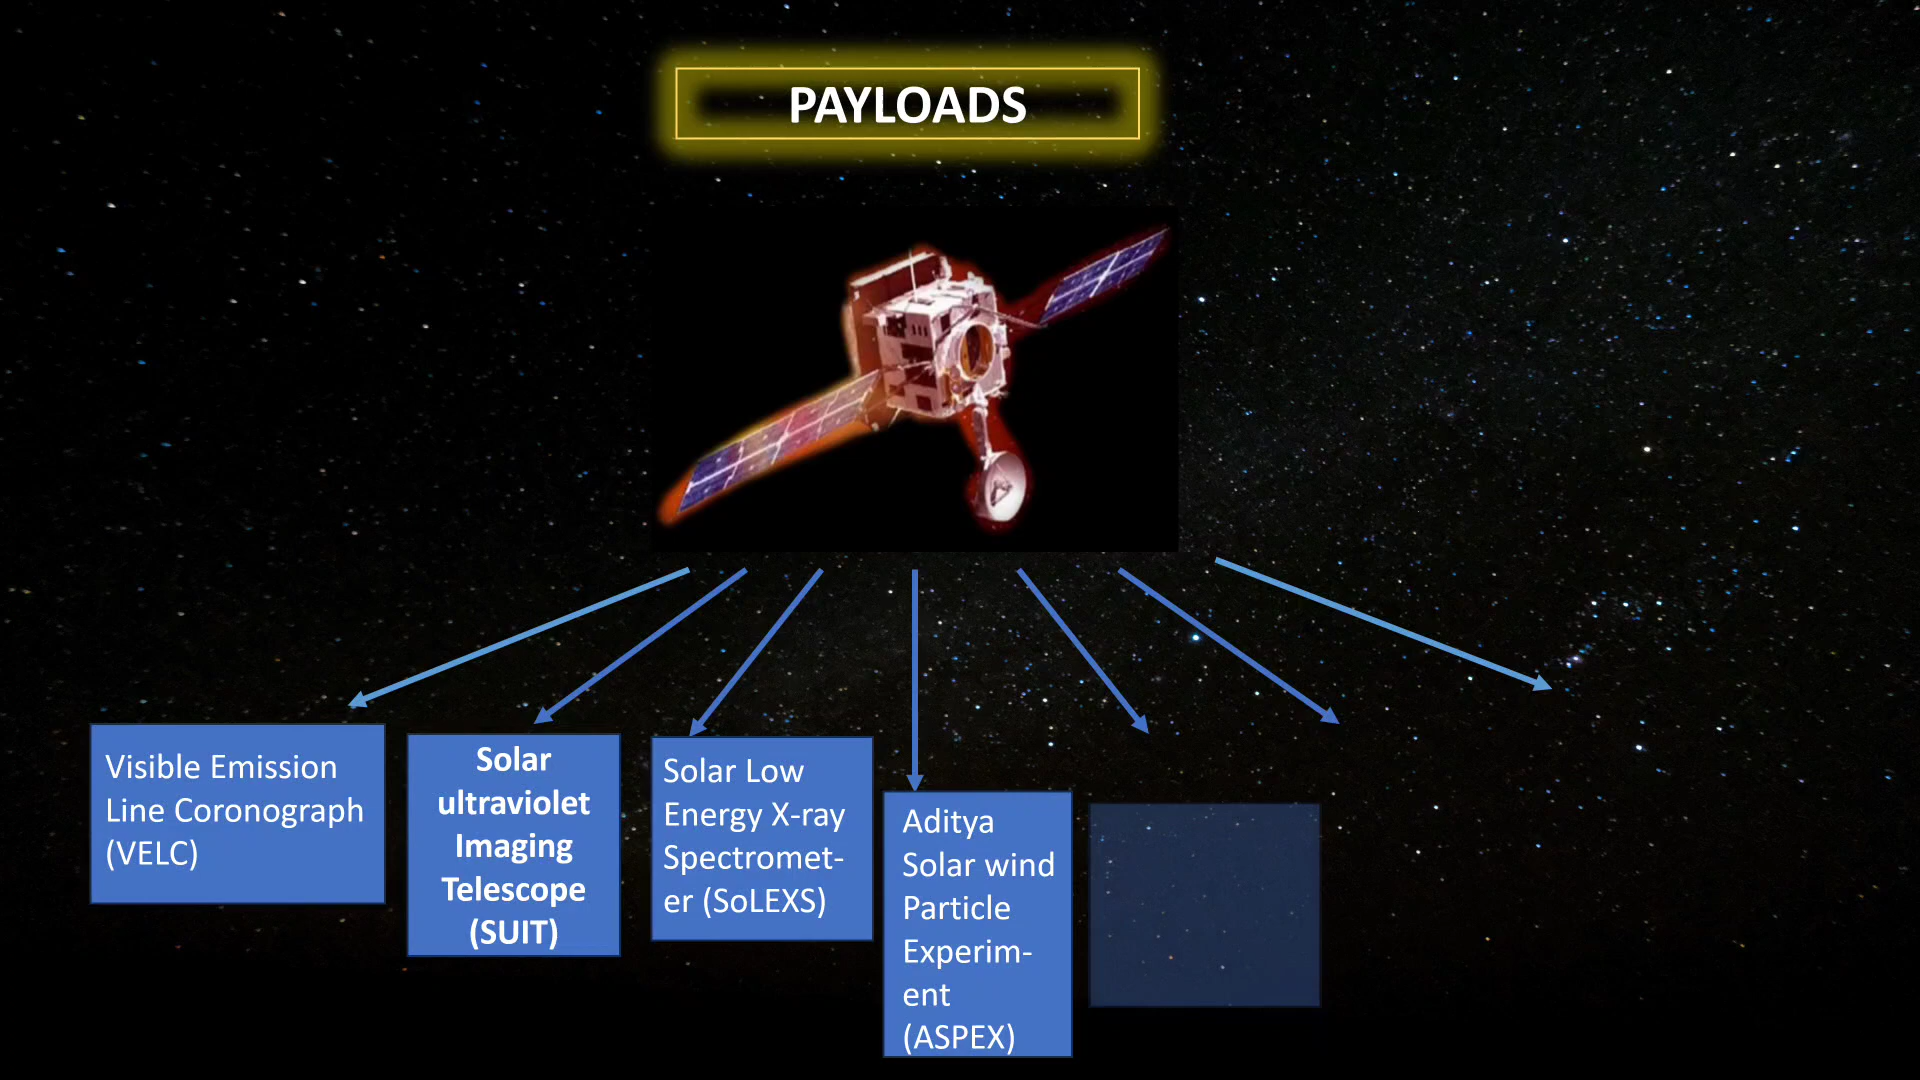 PAYLOADS
Visible Emission
Line Coronograph
(VELC)
Solar
ultraviolet
Imaging
Telescope
(SUIT)
Solar Low
Energy X-ray
Spectromet-
er (SoLEXS)
Aditya
Solar wind
Particle
Experim-
ent
(ASPEX)